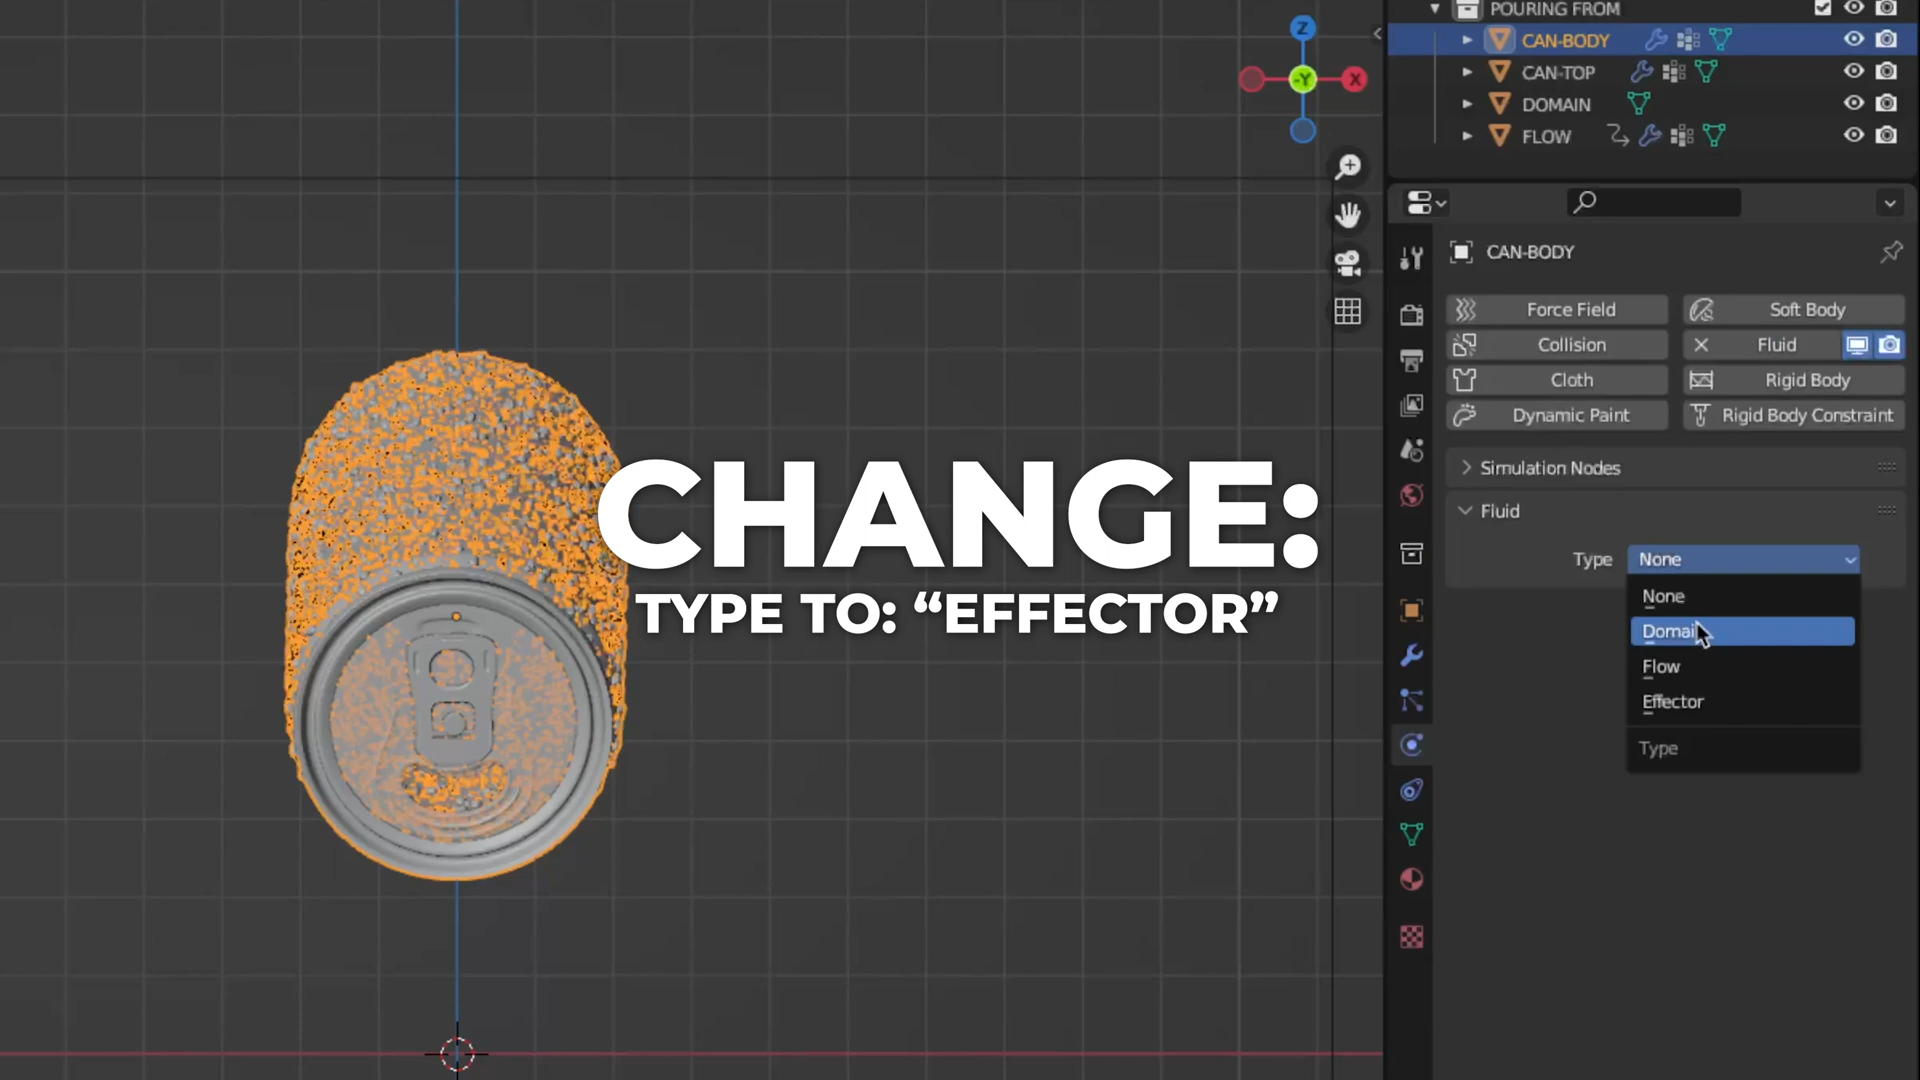 POURING FROM
CAN-BODY
CAN-TOP
DOMAIN
FLOW
Z
-Y
X
CAN-BODY
Force Field
Soft Body
Collision
Fluid
Cloth
Rigid Body
Dynamic Paint
Rigid Body Constraint
Simulation Nodes
Fluid
Type
None
None
Domai
Flow
Effector
Type
CHANGE:
TYPE TO: “EFFECTOR”